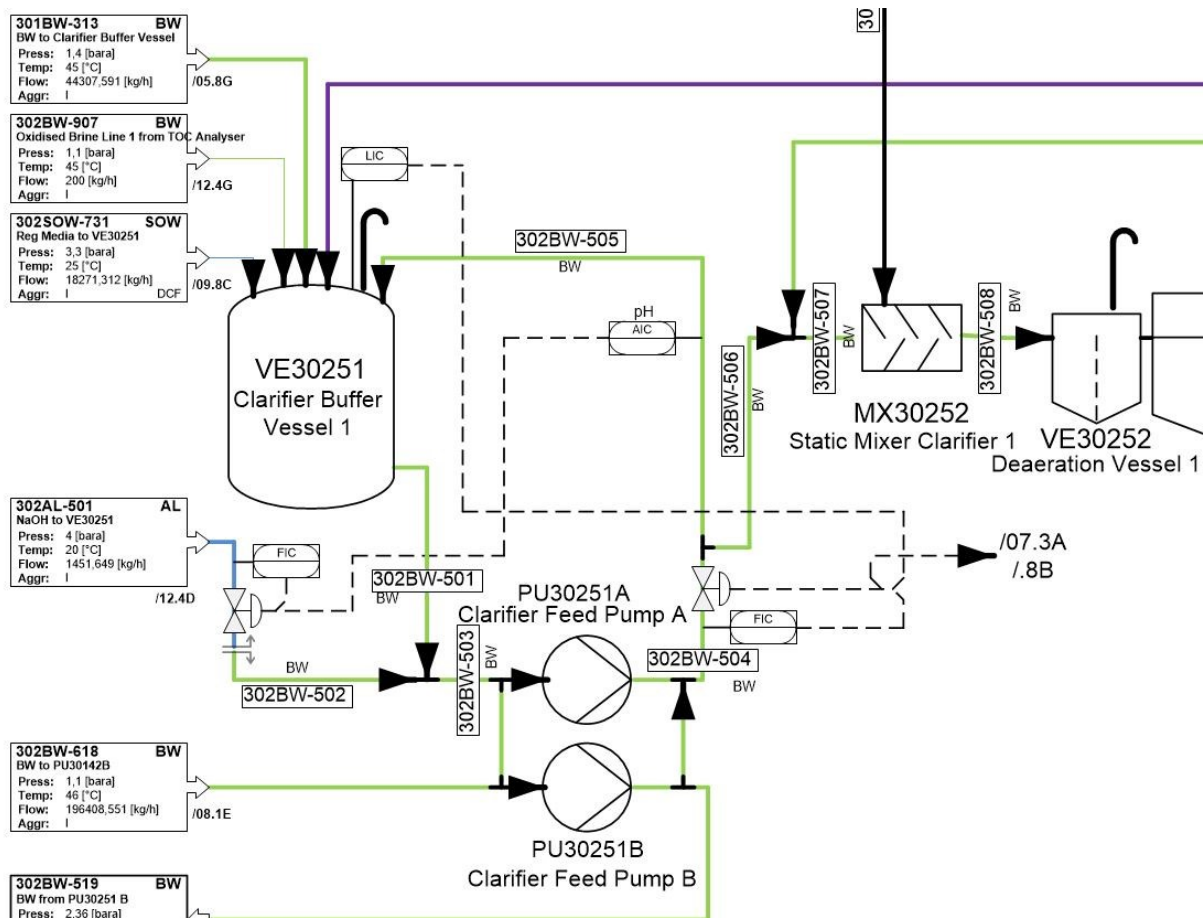 301BW-313 BW
BW to Clarifier Buffer Vessel
Press: 1,4 [bara]
Temp: 45 [°C]
Flow: 44307,591 [kg/h]
Aggr: l
/05.8G
302BW-907 BW
Oxidised Brine Line 1 from TOC Analyser
Press: 1,1 [bara]
Temp: 45 [°C]
Flow: 200 [kg/h]
Aggr: l
/12.4G
302SOW-731 SOW
Reg Media to VE30251
Press: 3,3 [bara]
Temp: 25 [°C]
Flow: 18271,312 [kg/h]
Aggr: l DCF
/09.8C
LIC
30
302BW-505
BW
pH
AIC
VE30251
Clarifier Buffer
Vessel 1
302BW-506
BW
302BW-507
BW
302BW-508
BW
MX30252
Static Mixer Clarifier 1
VE30252
Deaeration Vessel 1
302AL-501 AL
NaOH to VE30251
Press: 4 [bara]
Temp: 20 [°C]
Flow: 1451,649 [kg/h]
Aggr: l
/12.4D
FIC
302BW-501
BW
PU30251A
Clarifier Feed Pump A
/07.3A
/.8B
FIC
302BW-503
BW
302BW-504
BW
BW
302BW-502
302BW-618 BW
BW to PU30142B
Press: 1,1 [bara]
Temp: 46 [°C]
Flow: 196408,551 [kg/h]
Aggr: l
/08.1E
PU30251B
Clarifier Feed Pump B
302BW-519 BW
BW from PU30251 B
Press: 2,36 [bara]